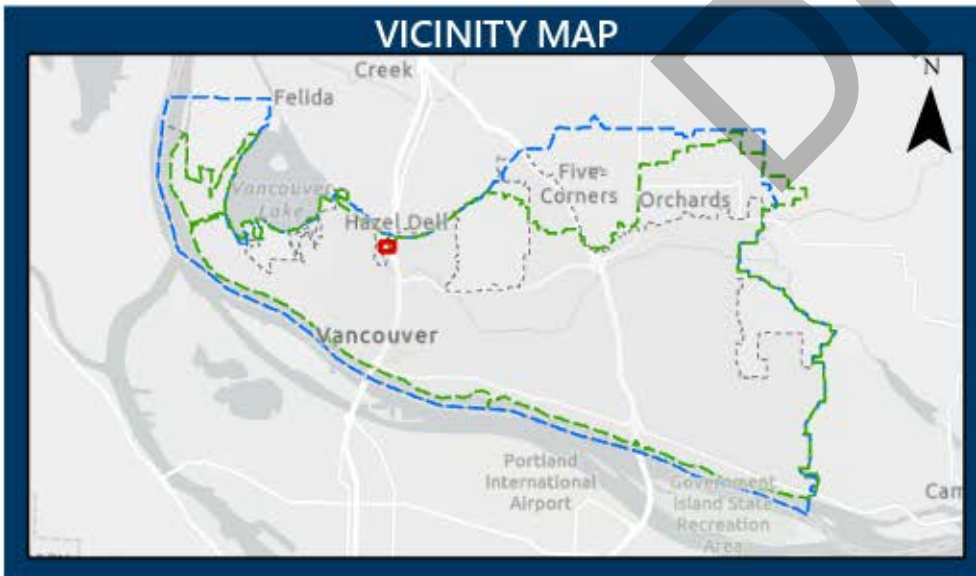 VICINITY MAP
Creek
N
Felida
Vancouver
Lake
Five
Corners
Orchards
Hazel Dell
Vancouver
Portland
International
Airport
Government
Island State
Recreation
Area
Cam